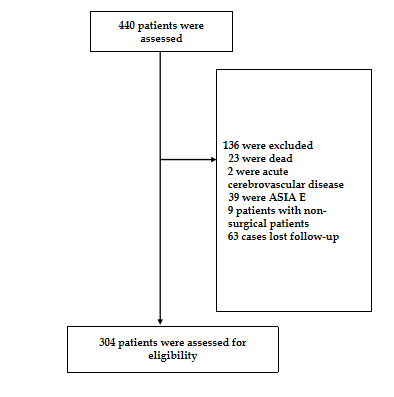 440 patients were
assessed
136 were excluded
23 were dead
2 were acute
cerebrovascular disease
39 were ASIA E
9 patients with non-
surgical patients
63 cases lost follow-up
304 patients were assessed for
eligibility